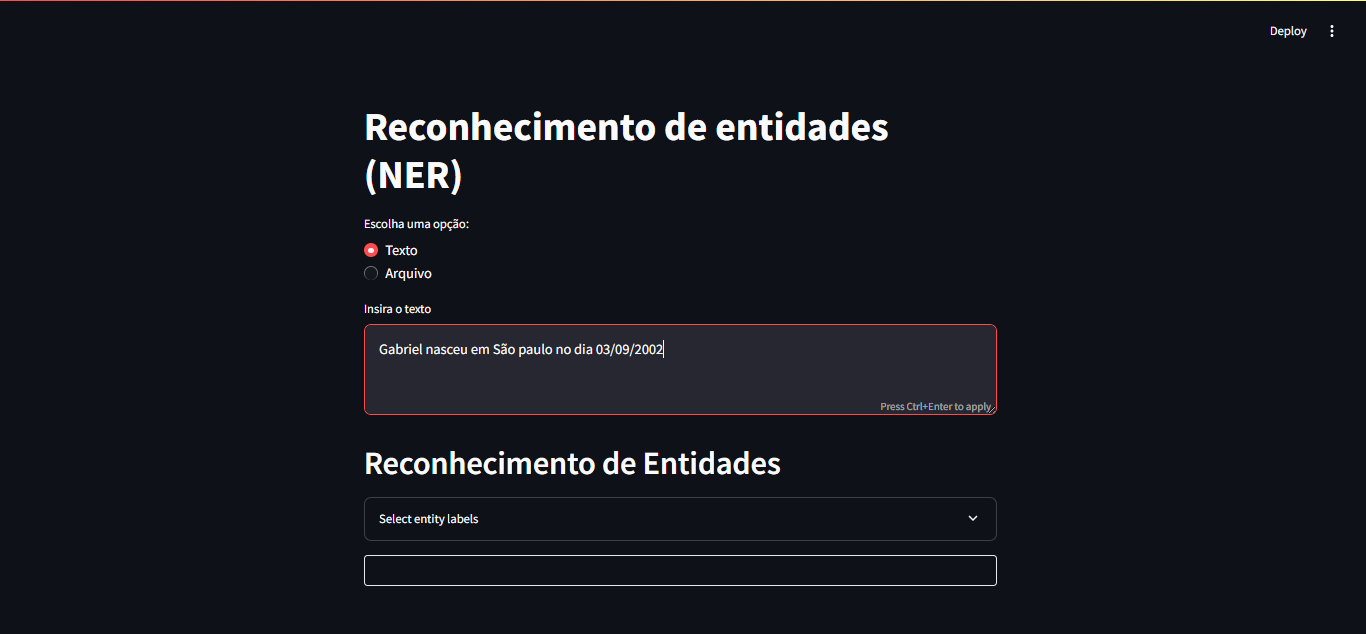 Deploy
Reconhecimento de entidades
(NER)
Escolha uma opção:
Texto
Arquivo
Insira o texto
Gabriel nasceu em São paulo no dia 03/09/2002
Press Ctrl+Enter to apply
Reconhecimento de Entidades
Select entity labels